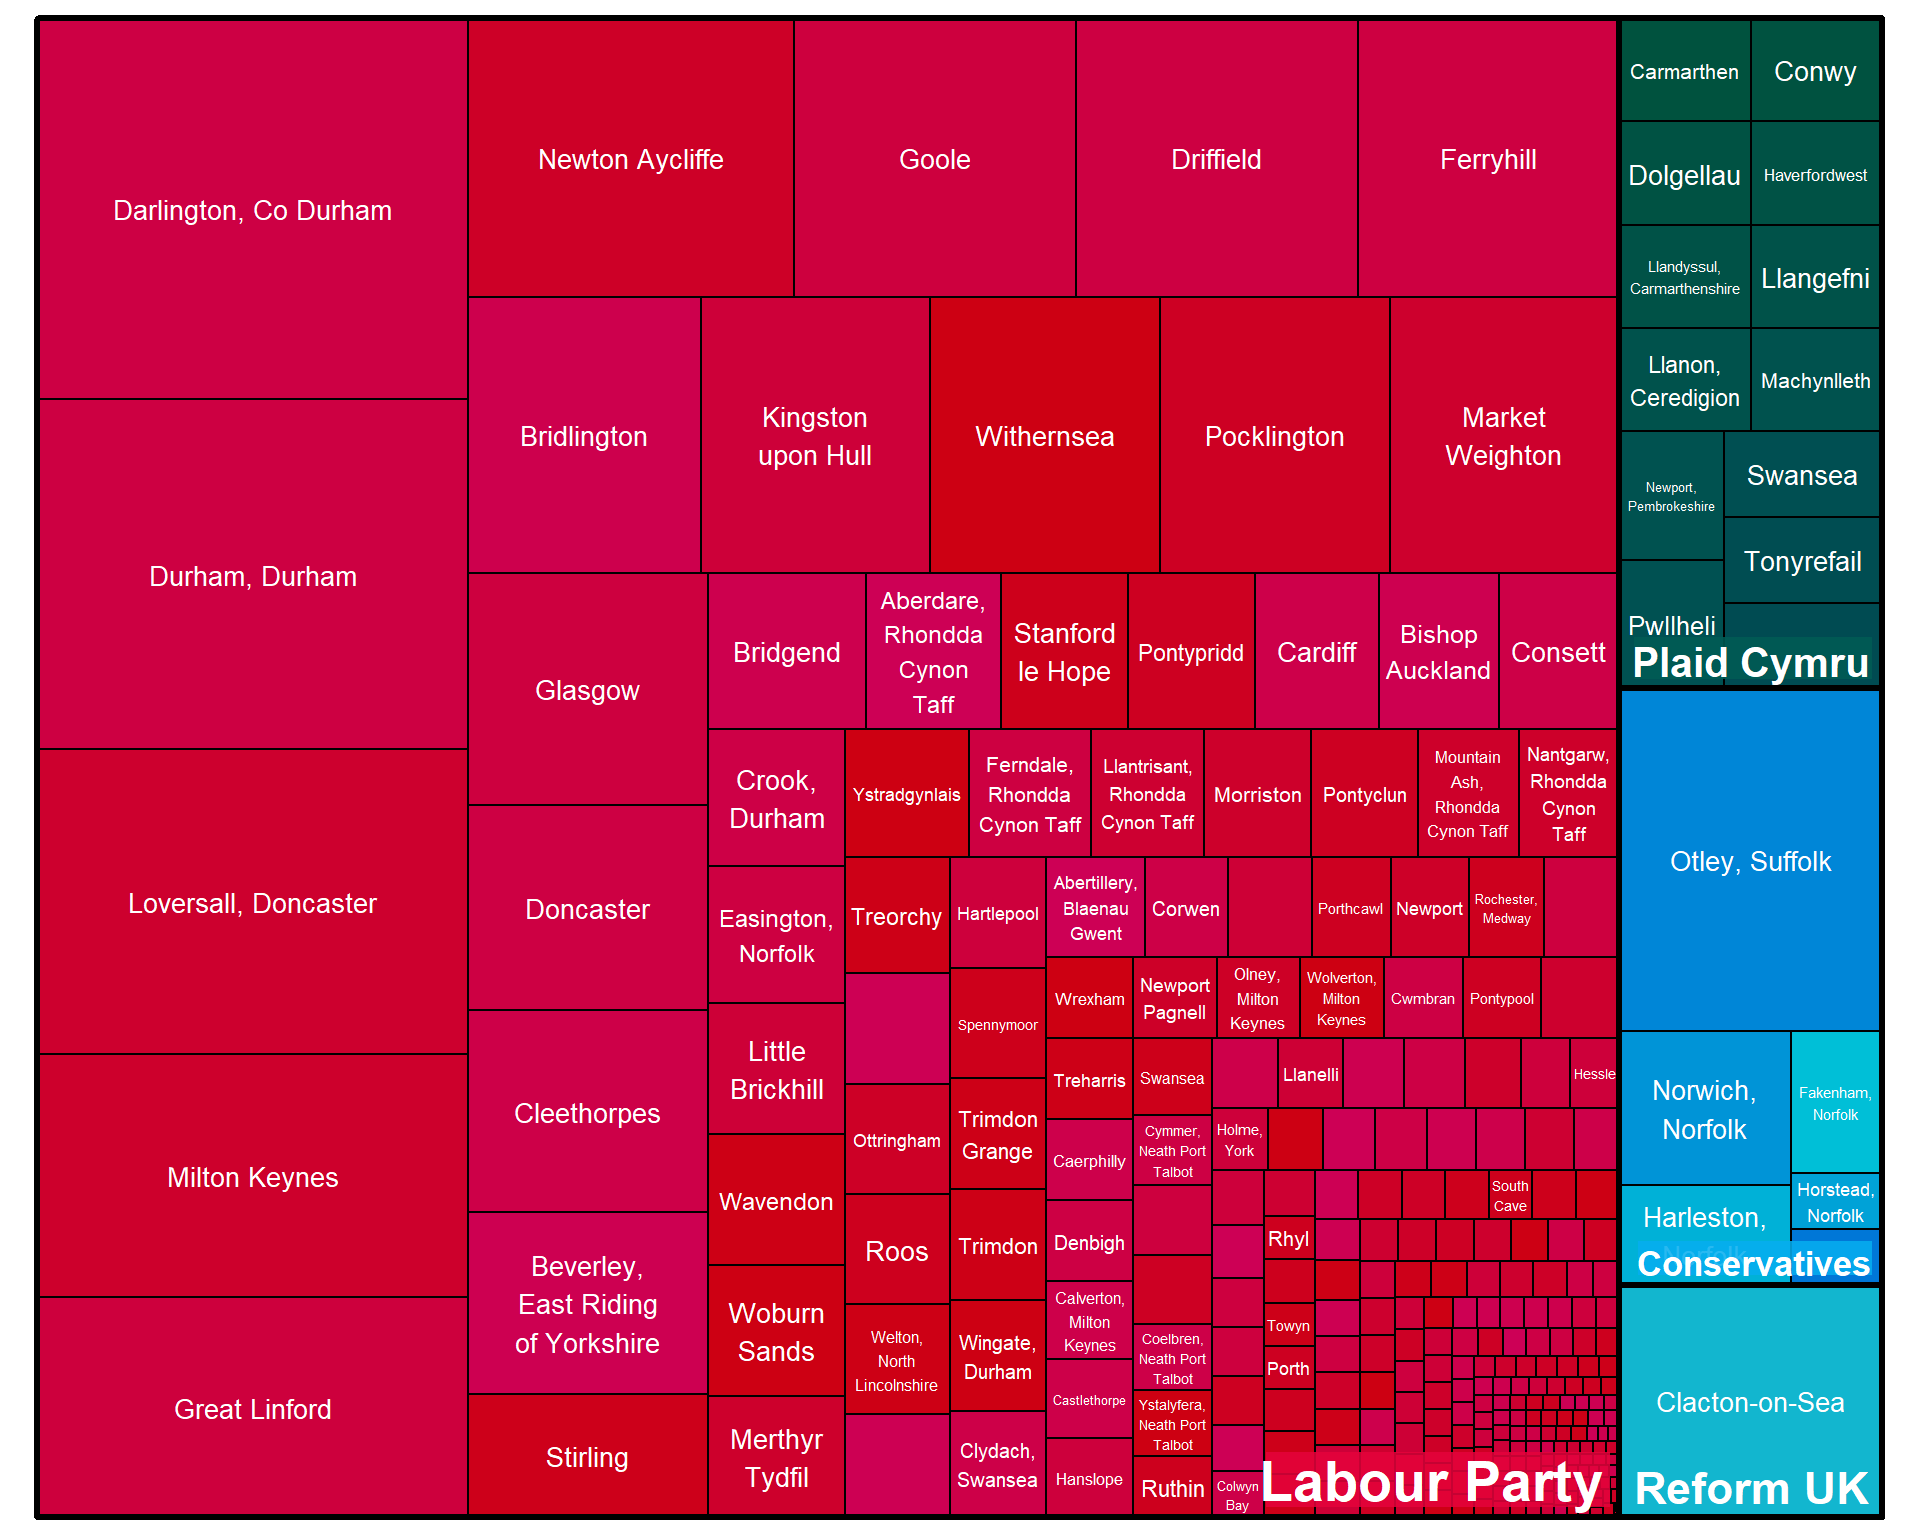 Darlington, Co Durham
Durham, Durham
Loversall, Doncaster
Milton Keynes
Great Linford
Newton Aycliffe
Goole
Driffield
Ferryhill
Bridlington
Kingston
upon Hull
Withernsea
Pocklington
Market
Weighton
Glasgow
Doncaster
Cleethorpes
Beverley,
East Riding
of Yorkshire
Stirling
Bridgend
Aberdare,
Rhondda
Cynon
Taff
Stanford
le Hope
Pontypridd
Cardiff
Bishop
Auckland
Consett
Crook,
Durham
Easington,
Norfolk
Little
Brickhill
Wavendon
Woburn
Sands
Merthyr
Tydfil
Ystradgynlais
Ferndale,
Rhondda
Cynon Taff
Llantrisant,
Rhondda
Cynon Taff
Morriston
Pontyclun
Mountain
Ash,
Rhondda
Cynon Taff
Nantgarw,
Rhondda
Cynon
Taff
Treorchy
Ottringham
Roos
Welton,
North
Lincolnshire
Hartlepool
Spennymoor
Trimdon
Grange
Trimdon
Wingate,
Durham
Clydach,
Swansea
Abertillery,
Blaenau
Gwent
Corwen
Porthcawl
Newport
Rochester,
Medway
Wrexham
Treharris
Caerphilly
Denbigh
Calverton,
Milton
Keynes
Castlethorpe
Hanslope
Newport
Pagnell
Olney,
Milton
Keynes
Wolverton,
Milton
Keynes
Cwmbran
Pontypool
Swansea
Cymmer,
Neath Port
Talbot
Coelbren,
Neath Port
Talbot
Ystalyfera,
Neath Port
Talbot
Ruthin
Llanelli
Hessle
Holme,
York
South
Cave
Rhyl
Towyn
Porth
Colwyn
Bay
Labour Party
Carmarthen
Conwy
Dolgellau
Haverfordwest
Llandyssul,
Carmarthenshire
Llangefni
Llanon,
Ceredigion
Machynlleth
Newport,
Pembrokeshire
Swansea
Tonyrefail
Pwllheli
Plaid Cymru
Otley, Suffolk
Norwich,
Norfolk
Fakenham,
Norfolk
Harleston,
Norfolk
Horstead,
Norfolk
Conservatives
Clacton-on-Sea
Reform UK